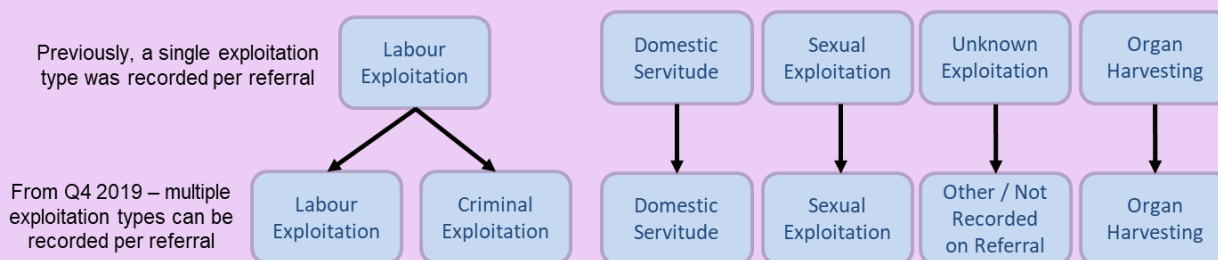 Previously, a single exploitation
type was recorded per referral
Labour
Exploitation
Domestic
Servitude
Sexual
Exploitation
Unknown
Exploitation
Organ
Harvesting
From Q4 2019 – multiple
exploitation types can be
recorded per referral
Labour
Exploitation
Criminal
Exploitation
Domestic
Servitude
Sexual
Exploitation
Other / Not
Recorded
on Referral
Organ
Harvesting